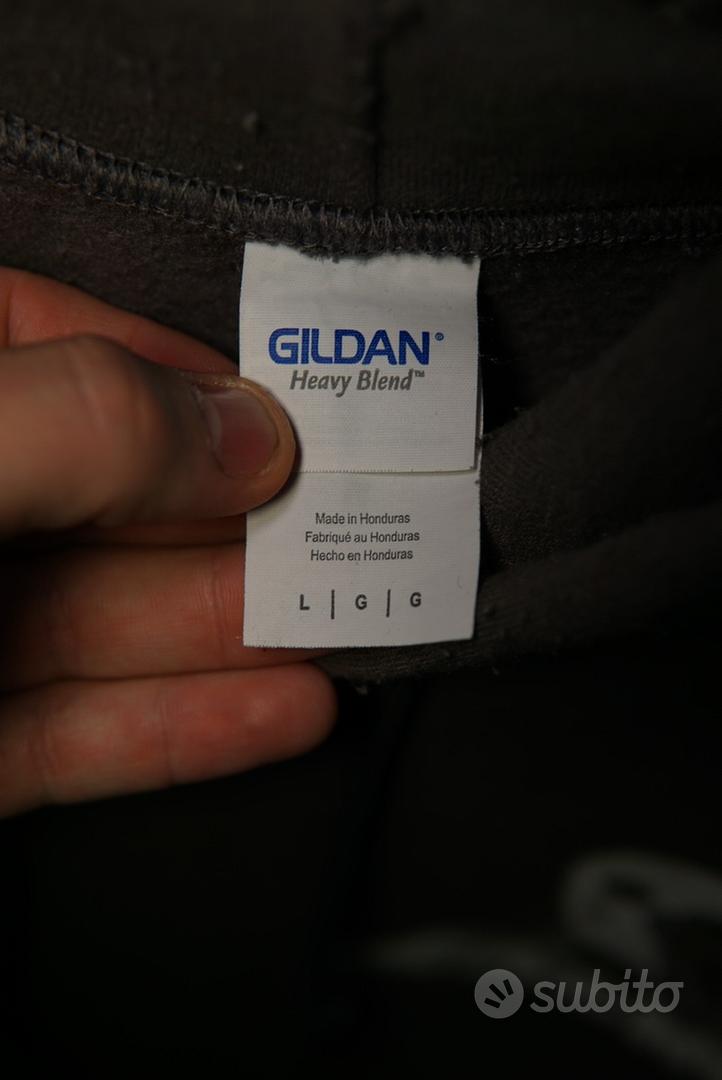 GILDAN®
Heavy Blend™
Made in Honduras
Fabriqué au Honduras
Hecho en Honduras
L | G | G
subito